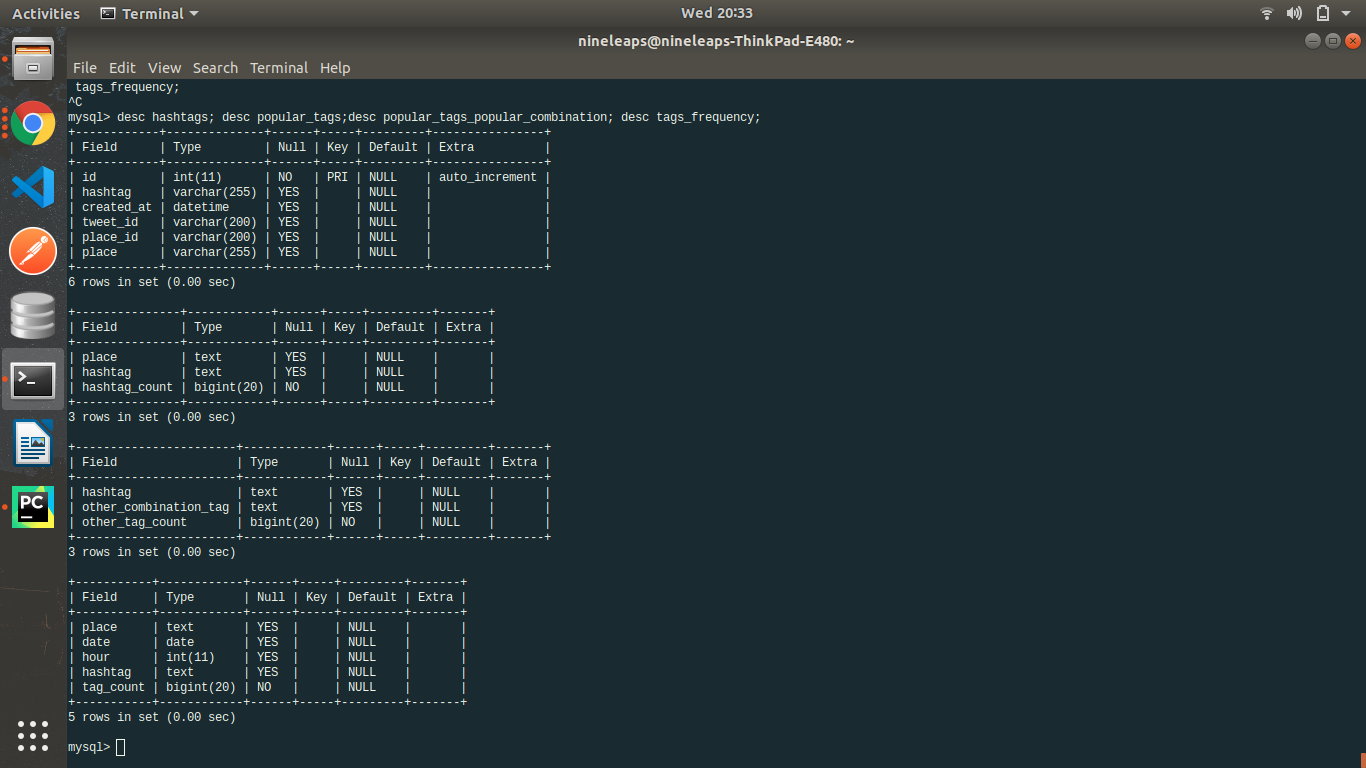 Activities Terminal Wed 20:33
nineleaps@nineleaps-ThinkPad-E480: ~
File Edit View Search Terminal Help
 tags_frequency;
^C
mysql> desc hashtags; desc popular_tags;desc popular_tags_popular_combination; desc tags_frequency;
+------------+--------------+------+-----+---------+----------------+
| Field      | Type         | Null | Key | Default | Extra          |
+------------+--------------+------+-----+---------+----------------+
| id         | int(11)      | NO   | PRI | NULL    | auto_increment |
| hashtag    | varchar(255) | YES  |     | NULL    |                |
| created_at | datetime     | YES  |     | NULL    |                |
| tweet_id   | varchar(200) | YES  |     | NULL    |                |
| place_id   | varchar(200) | YES  |     | NULL    |                |
| place      | varchar(255) | YES  |     | NULL    |                |
+------------+--------------+------+-----+---------+----------------+
6 rows in set (0.00 sec)
+---------------+------------+------+-----+---------+-------+
| Field         | Type       | Null | Key | Default | Extra |
+---------------+------------+------+-----+---------+-------+
| place         | text       | YES  |     | NULL    |       |
| hashtag       | text       | YES  |     | NULL    |       |
| hashtag_count | bigint(20) | NO   |     | NULL    |       |
+---------------+------------+------+-----+---------+-------+
3 rows in set (0.00 sec)
+-----------------------+------------+------+-----+---------+-------+
| Field                 | Type       | Null | Key | Default | Extra |
+-----------------------+------------+------+-----+---------+-------+
| hashtag               | text       | YES  |     | NULL    |       |
| other_combination_tag | text       | YES  |     | NULL    |       |
| other_tag_count       | bigint(20) | NO   |     | NULL    |       |
+-----------------------+------------+------+-----+---------+-------+
3 rows in set (0.00 sec)
+-----------+------------+------+-----+---------+-------+
| Field     | Type       | Null | Key | Default | Extra |
+-----------+------------+------+-----+---------+-------+
| place     | text       | YES  |     | NULL    |       |
| date      | date       | YES  |     | NULL    |       |
| hour      | int(11)    | YES  |     | NULL    |       |
| hashtag   | text       | YES  |     | NULL    |       |
| tag_count | bigint(20) | NO   |     | NULL    |       |
+-----------+------------+------+-----+---------+-------+
5 rows in set (0.00 sec)
PC
mysql>